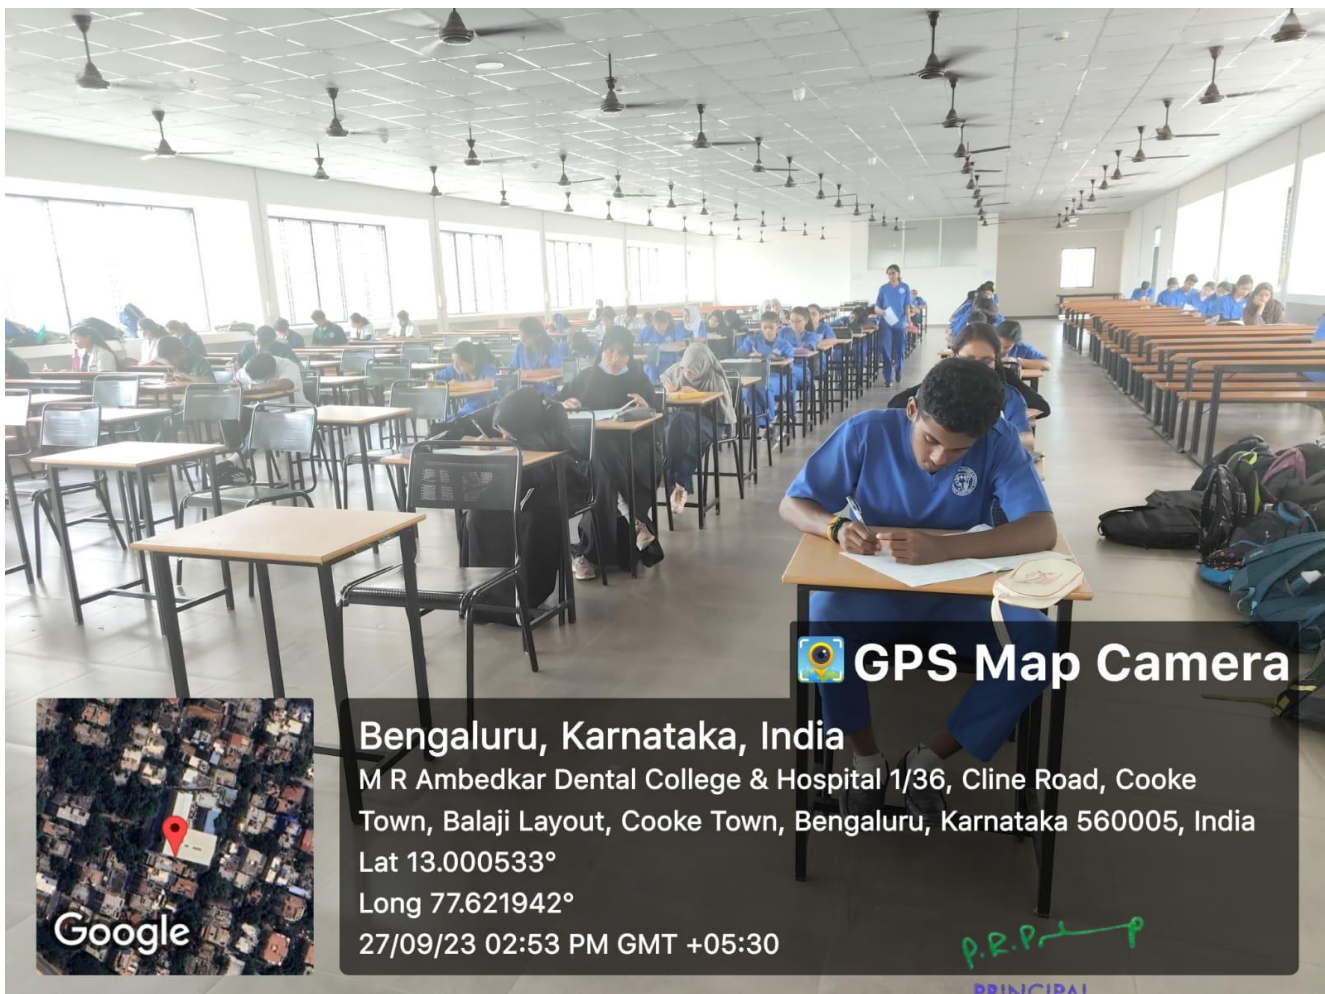 GPS Map Camera
Bengaluru, Karnataka, India
M R Ambedkar Dental College & Hospital 1/36, Cline Road, Cooke
Town, Balaji Layout, Cooke Town, Bengaluru, Karnataka 560005, India
Lat 13.000533°
Long 77.621942°
27/09/23 02:53 PM GMT +05:30
Google
P.R.
PRINCIPAL